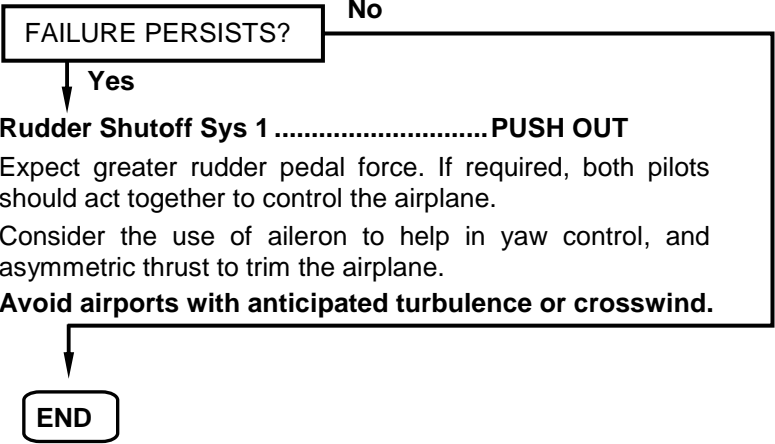 No
FAILURE PERSISTS?
Yes
Rudder Shutoff Sys 1 .............................PUSH OUT
Expect greater rudder pedal force. If required, both pilots
should act together to control the airplane.
Consider the use of aileron to help in yaw control, and
asymmetric thrust to trim the airplane.
Avoid airports with anticipated turbulence or crosswind.
END